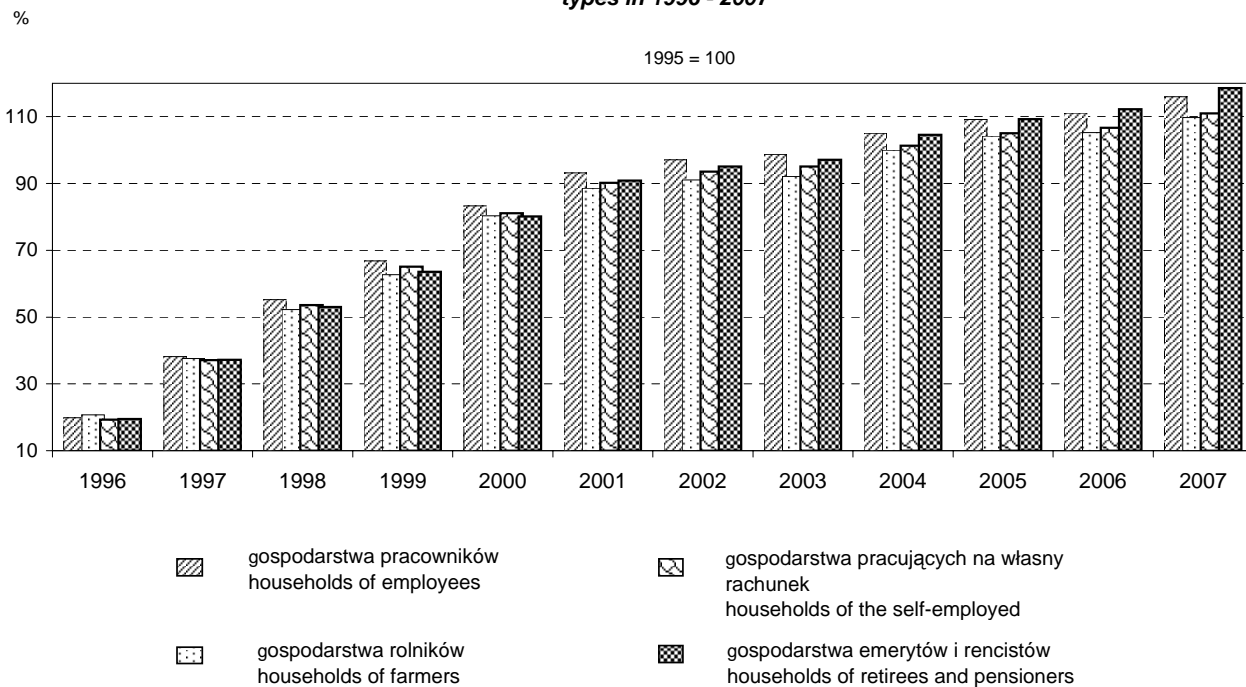 types in 1996 - 2007
%
1995 = 100
110
90
70
50
30
10
1996 1997 1998 1999 2000 2001 2002 2003 2004 2005 2006 2007
gospodarstwa pracowników
households of employees
gospodarstwa pracujących na własny
rachunek
households of the self-employed
gospodarstwa rolników
households of farmers
gospodarstwa emerytów i rencistów
households of retirees and pensioners